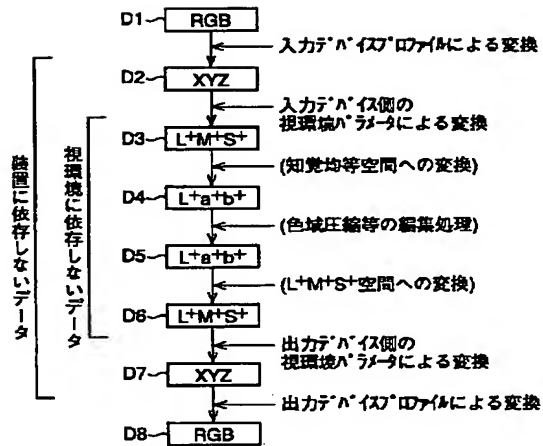 D1 RGB
入力デバイスプロファイルによる変換
D2 XYZ
入力デバイス側の
視環境パラメータによる変換
D3 L+M+S+
(知覚均等空間への変換)
D4 L+a+b+
(色域圧縮等の編集処理)
D5 L+a+b+
(L+M+S+空間への変換)
D6 L+M+S+
出力デバイス側の
視環境パラメータによる変換
D7 XYZ
出力デバイスプロファイルによる変換
D8 RGB
装置に依存しないデータ
視環境に依存しないデータ